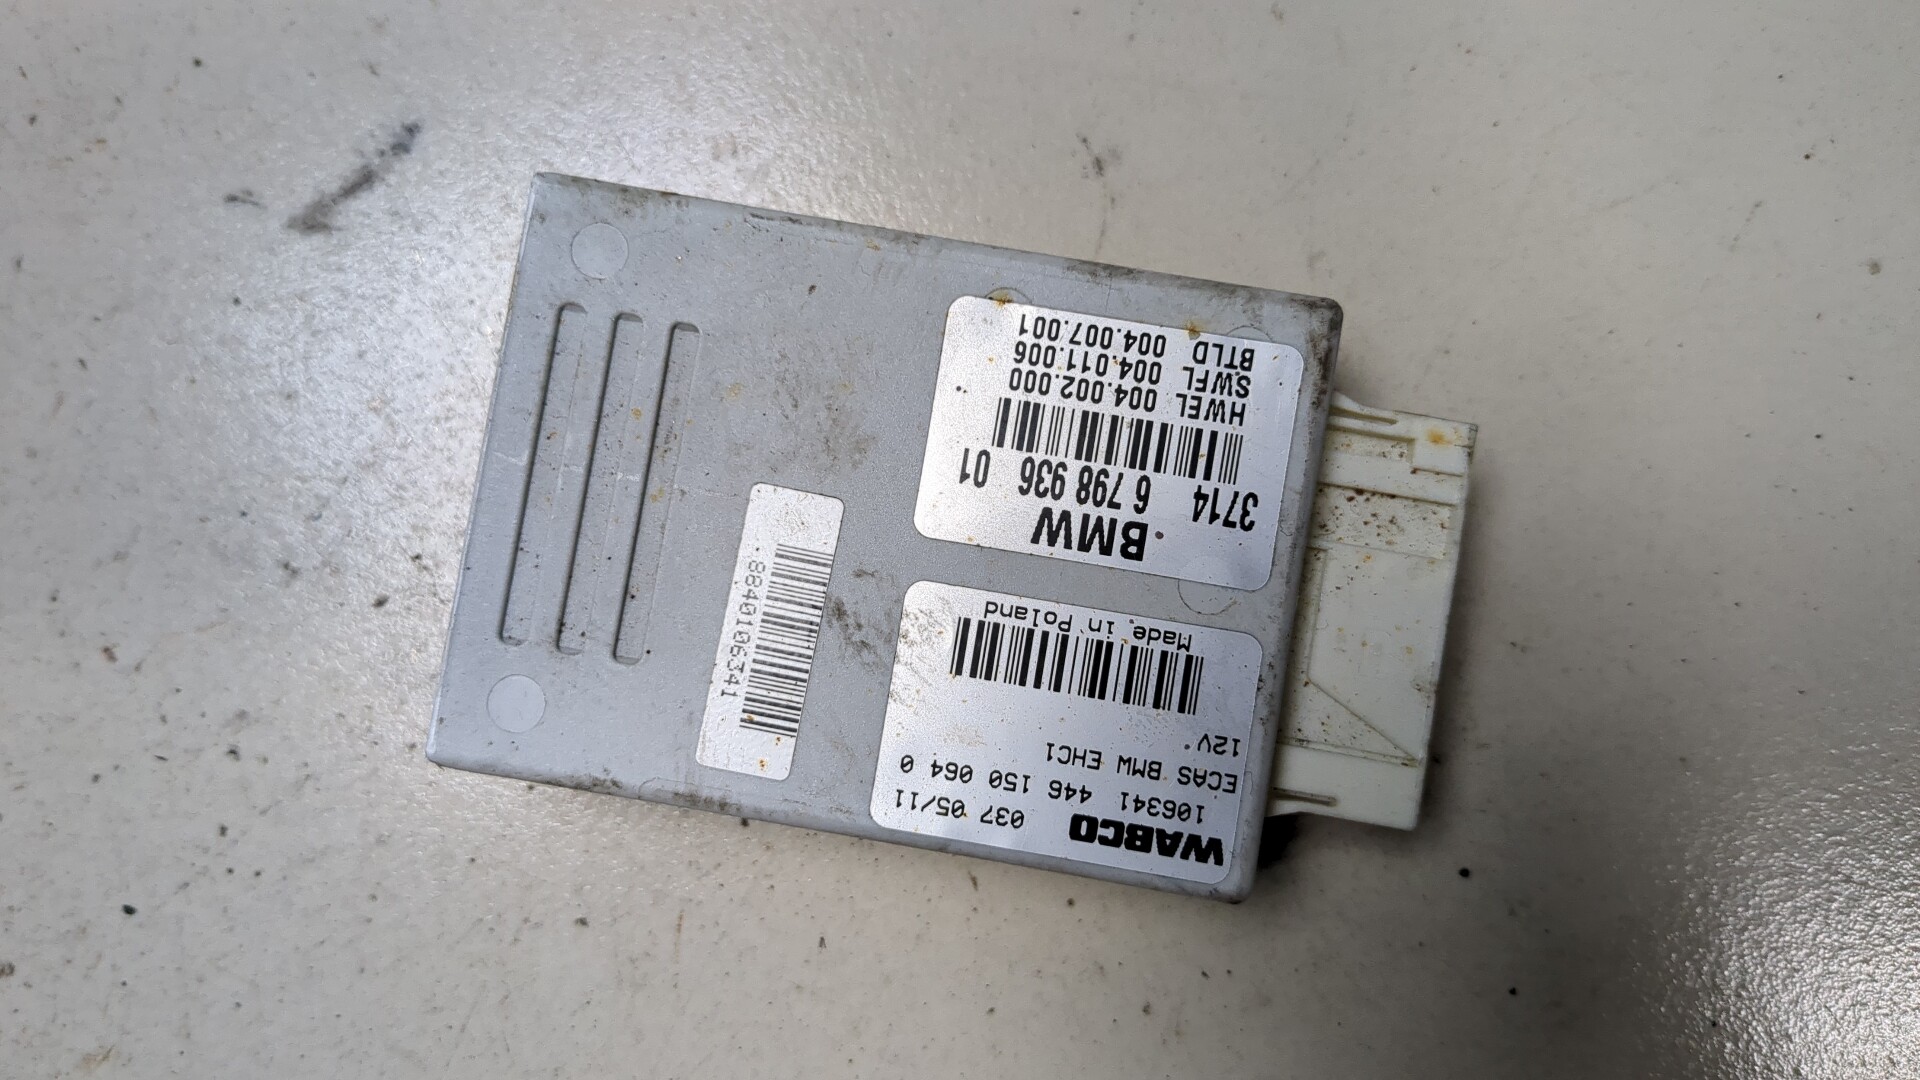 WABCO 037 05/11
106341 446 150 064 0
ECAS BMW EHC1
12V
Made in Poland
BMW
3714 6 798 936 01
HWEL 004.002.000
SWFL 004.011.006
BTLD 004.007.001
8840106341